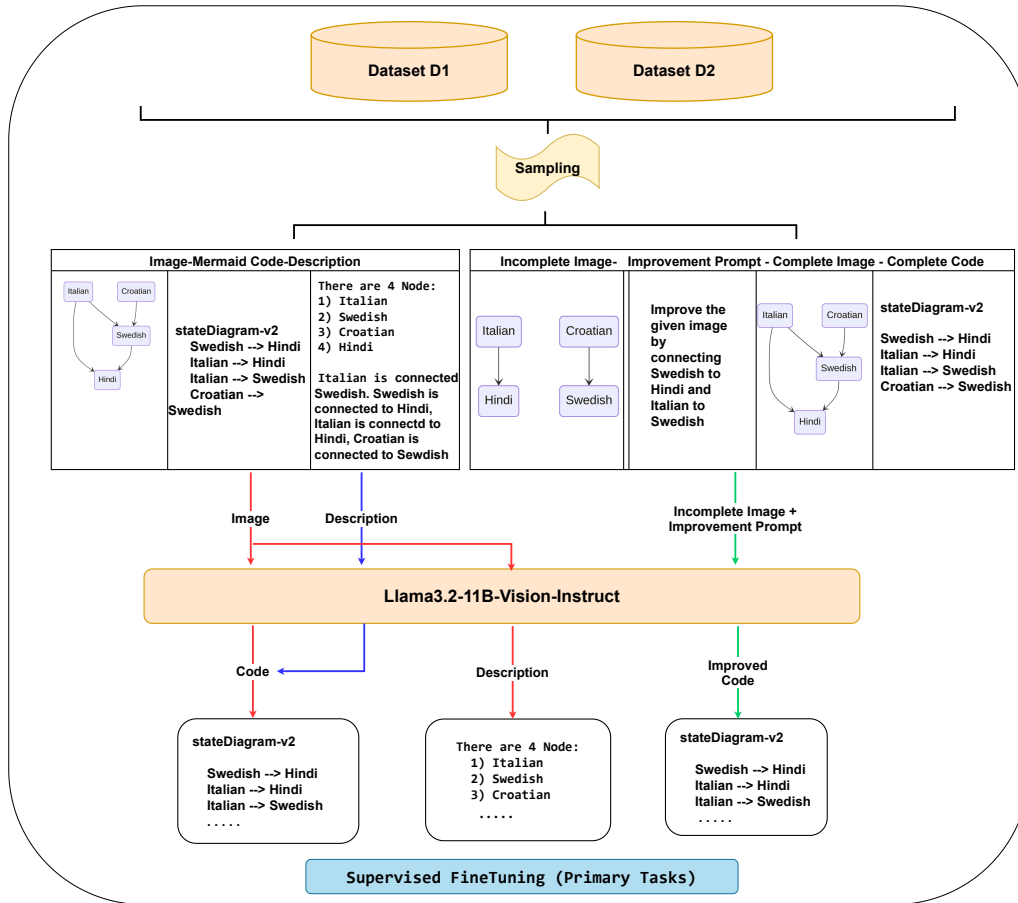 Dataset D1
Dataset D2
Sampling
Image-Mermaid Code-Description
Italian
Croatian
Swedish
Hindi
stateDiagram-v2
Swedish --> Hindi
Italian --> Hindi
Italian --> Swedish
Croatian -->
Swedish
There are 4 Node:
1) Italian
2) Swedish
3) Croatian
4) Hindi
Italian is connected
Swedish. Swedish is
connected to Hindi,
Italian is connectd to
Hindi, Croatian is
connected to Sewdish
Incomplete Image- Improvement Prompt - Complete Image - Complete Code
Italian
Croatian
Hindi
Swedish
Improve the
given image
by
connecting
Swedish to
Hindi and
Italian to
Swedish
Italian
Croatian
Swedish
Hindi
stateDiagram-v2
Swedish --> Hindi
Italian --> Hindi
Italian --> Swedish
Croatian --> Swedish
Image
Description
Incomplete Image +
Improvement Prompt
Llama3.2-11B-Vision-Instruct
Code
Description
Improved
Code
stateDiagram-v2
Swedish --> Hindi
Italian --> Hindi
Italian --> Swedish
. . . . .
There are 4 Node:
1) Italian
2) Swedish
3) Croatian
.....
stateDiagram-v2
Swedish --> Hindi
Italian --> Hindi
Italian --> Swedish
. . . . .
Supervised FineTuning (Primary Tasks)